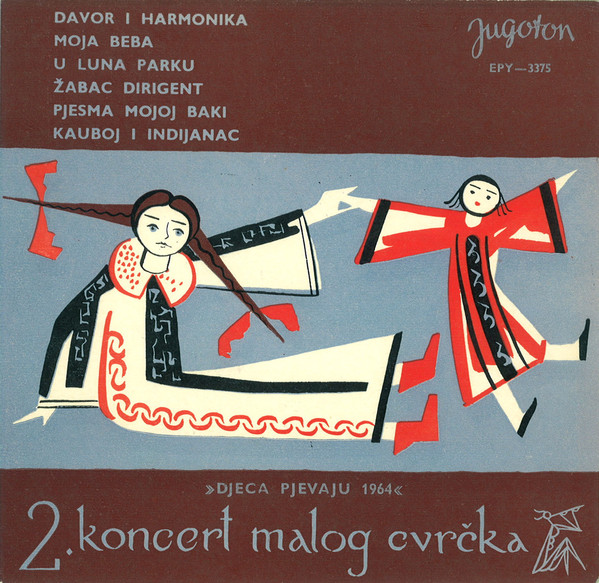 DAVOR I HARMONIKA
MOJA BEBA
U LUNA PARKU
ŽABAC DIRIGENT
PJESMA MOJOJ BAKI
KAUBOJ I INDIJANAC
Jugoton
EPY—3375
»DJECA PJEVAJU 1964«
2. koncert malog cvrčka